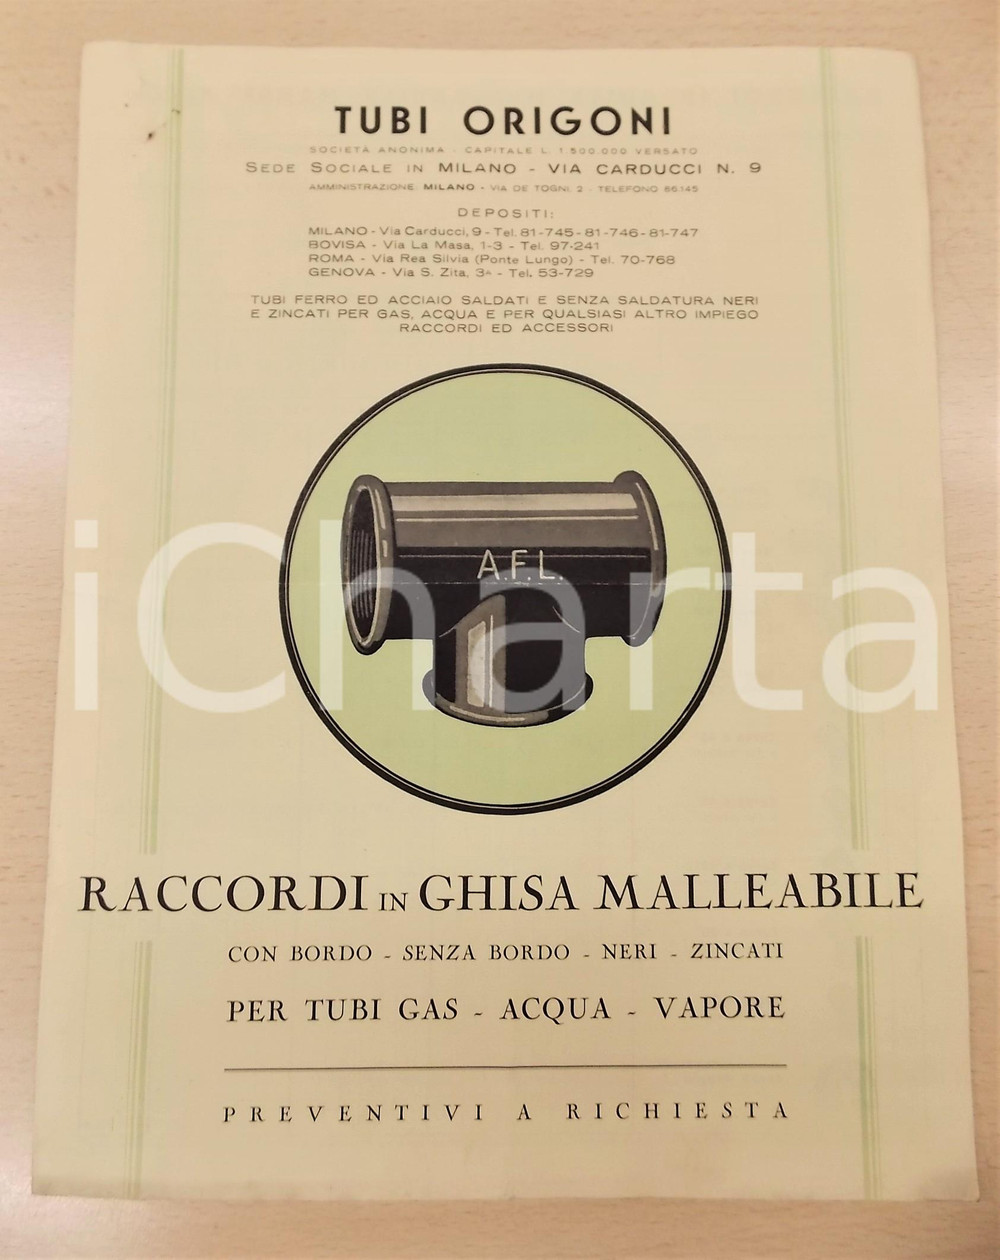 TUBI ORIGONI
SOCIETÀ ANONIMA - CAPITALE L. 1.500.000 VERSATO
SEDE SOCIALE IN MILANO - VIA CARDUCCI N. 9
AMMINISTRAZIONE: MILANO - VIA DE TOGNI, 2 - TELEFONO 86145
DEPOSITI:
MILANO - Via Carducci, 9 - Tel. 81-745 - 81-746 - 81-747
BOVISA - Via La Masa, 1-3 - Tel. 97-241
ROMA - Via Rea Silvia (Ponte Lungo) - Tel. 70-768
GENOVA - Via S. Zita, 3A - Tel. 53-729
TUBI FERRO ED ACCIAIO SALDATI E SENZA SALDATURA NERI
E ZINCATI PER GAS, ACQUA E PER QUALSIASI ALTRO IMPIEGO
RACCORDI ED ACCESSORI
A.F.L.
iCharta
RACCORDI IN GHISA MALLEABILE
CON BORDO - SENZA BORDO - NERI - ZINCATI
PER TUBI GAS - ACQUA - VAPORE
PREVENTIVI A RICHIESTA